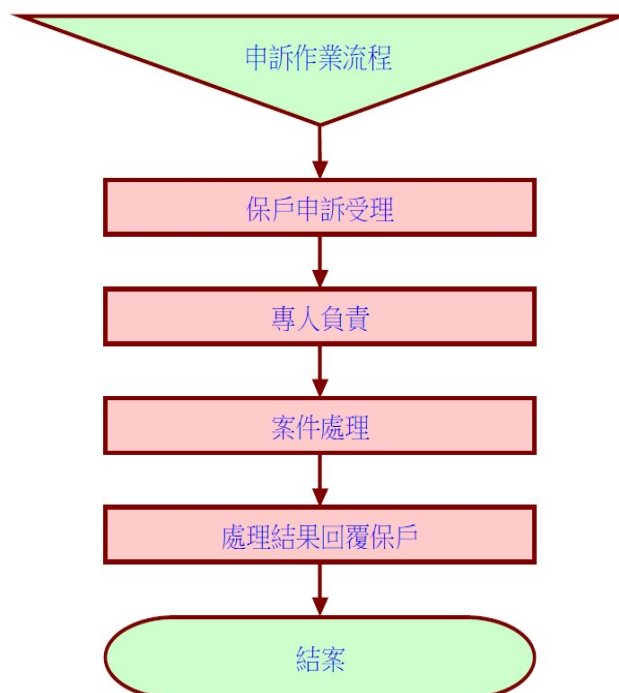 申訴作業流程
保戶申訴受理
專人負責
案件處理
處理結果回覆保戶
結案